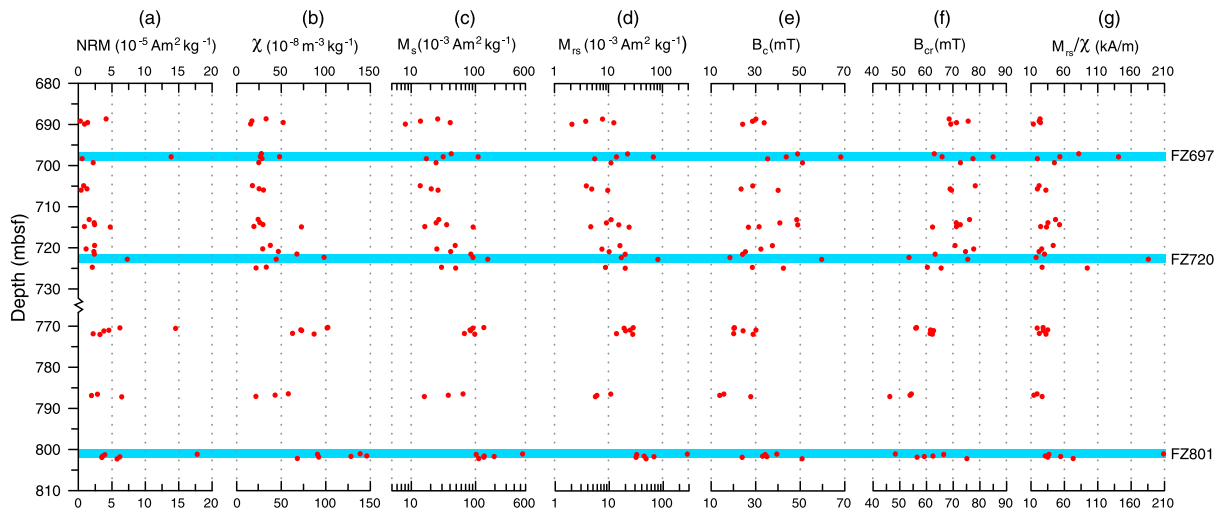 (a) (b) (c) (d) (e) (f) (g)
NRM (10⁻⁵ Am² kg⁻¹) χ (10⁻⁸ m⁻³ kg⁻¹) Mₛ (10⁻³ Am² kg⁻¹) Mᵣₛ (10⁻³ Am² kg⁻¹) B꜀(mT) B꜀ᵣ(mT) Mᵣₛ/χ (kA/m)
0 5 10 15 20 0 50 100 150 10 100 600 1 10 100 10 30 50 70 40 50 60 70 80 90 10 60 110 160 210
680
690
FZ697
700
710
720
FZ720
730
Depth (mbsf)
770
780
790
800
FZ801
810
0 5 10 15 20 0 50 100 150 10 100 600 1 10 100 10 30 50 70 40 50 60 70 80 90 10 60 110 160 210